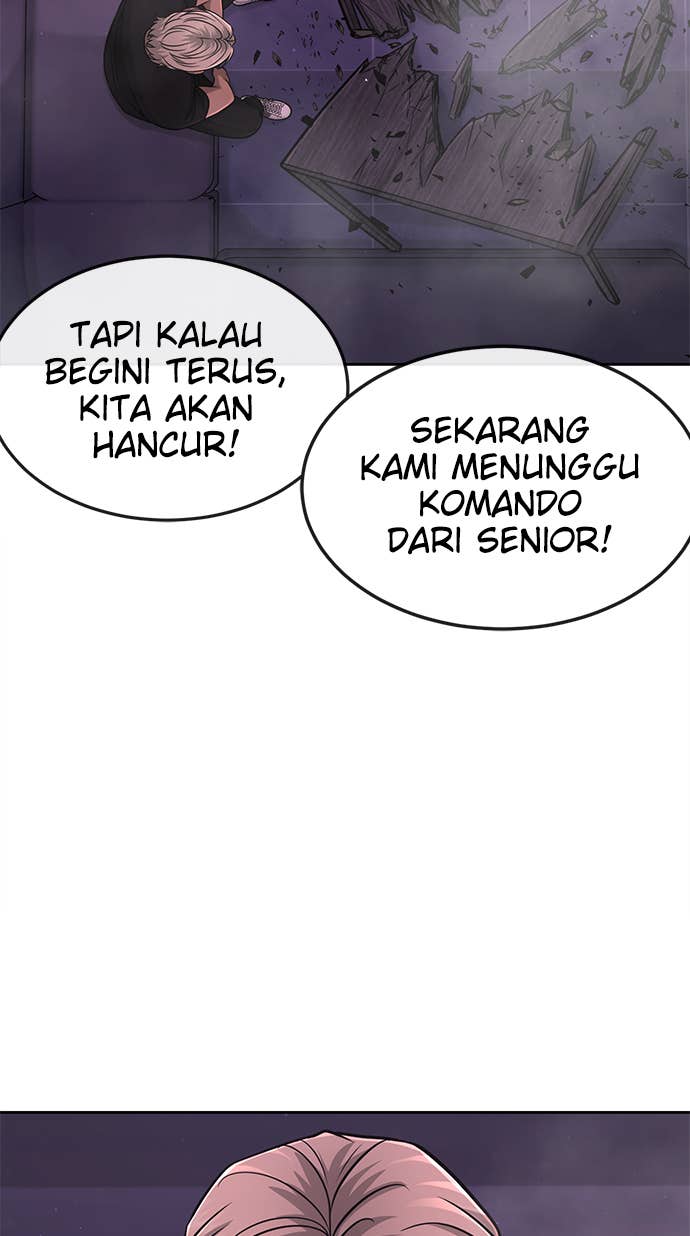 TAPI KALAU
BEGINI TERUS,
KITA AKAN
HANCUR!
SEKARANG
KAMI MENUNGGU
KOMANDO
DARI SENIOR!